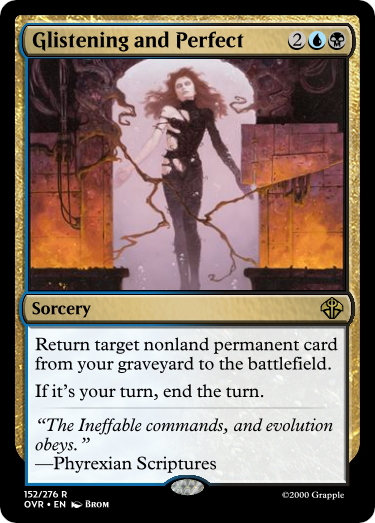 Glistening and Perfect 2
Sorcery
Return target nonland permanent card
from your graveyard to the battlefield.
If it's your turn, end the turn.
“The Ineffable commands, and evolution
obeys.”
—Phyrexian Scriptures
152/276 R
OVR • EN Brom ©2000 Grapple